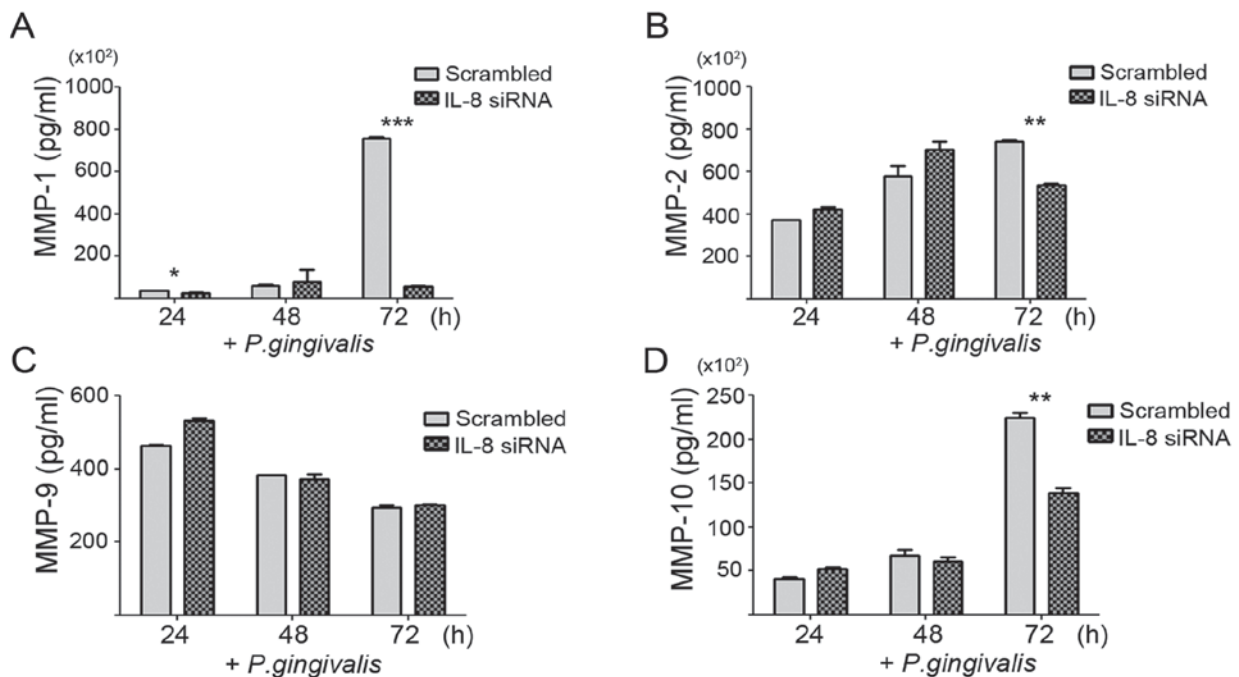 A
(x10²)
MMP-1 (pg/ml)
1000
800
600
400
200
*
***
Scrambled
IL-8 siRNA
24 48 72 (h)
+ P.gingivalis
B
(x10²)
MMP-2 (pg/ml)
1000
800
600
400
200
**
Scrambled
IL-8 siRNA
24 48 72 (h)
+ P.gingivalis
C
MMP-9 (pg/ml)
600
400
200
Scrambled
IL-8 siRNA
24 48 72 (h)
+ P.gingivalis
D
(x10²)
MMP-10 (pg/ml)
250
200
150
100
50
**
Scrambled
IL-8 siRNA
24 48 72 (h)
+ P.gingivalis